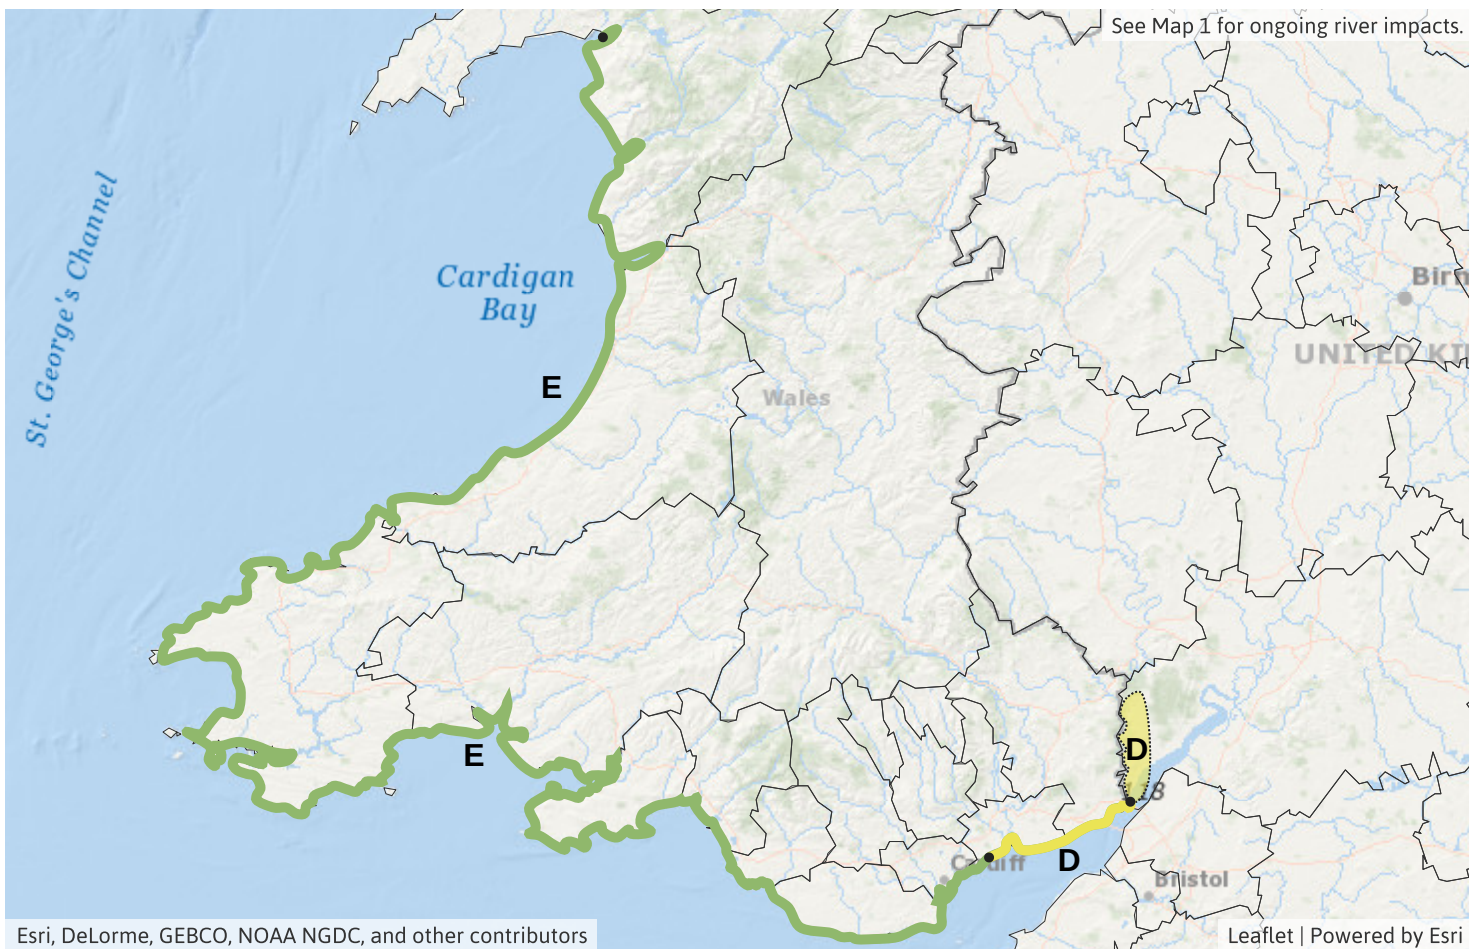 See Map 1 for ongoing river impacts.
St. George's Channel
Cardigan
Bay
Birn
UNITED KI
E
Wales
E
D
D
Cardiff
Bristol
Esri, DeLorme, GEBCO, NOAA NGDC, and other contributors
Leaflet | Powered by Esri